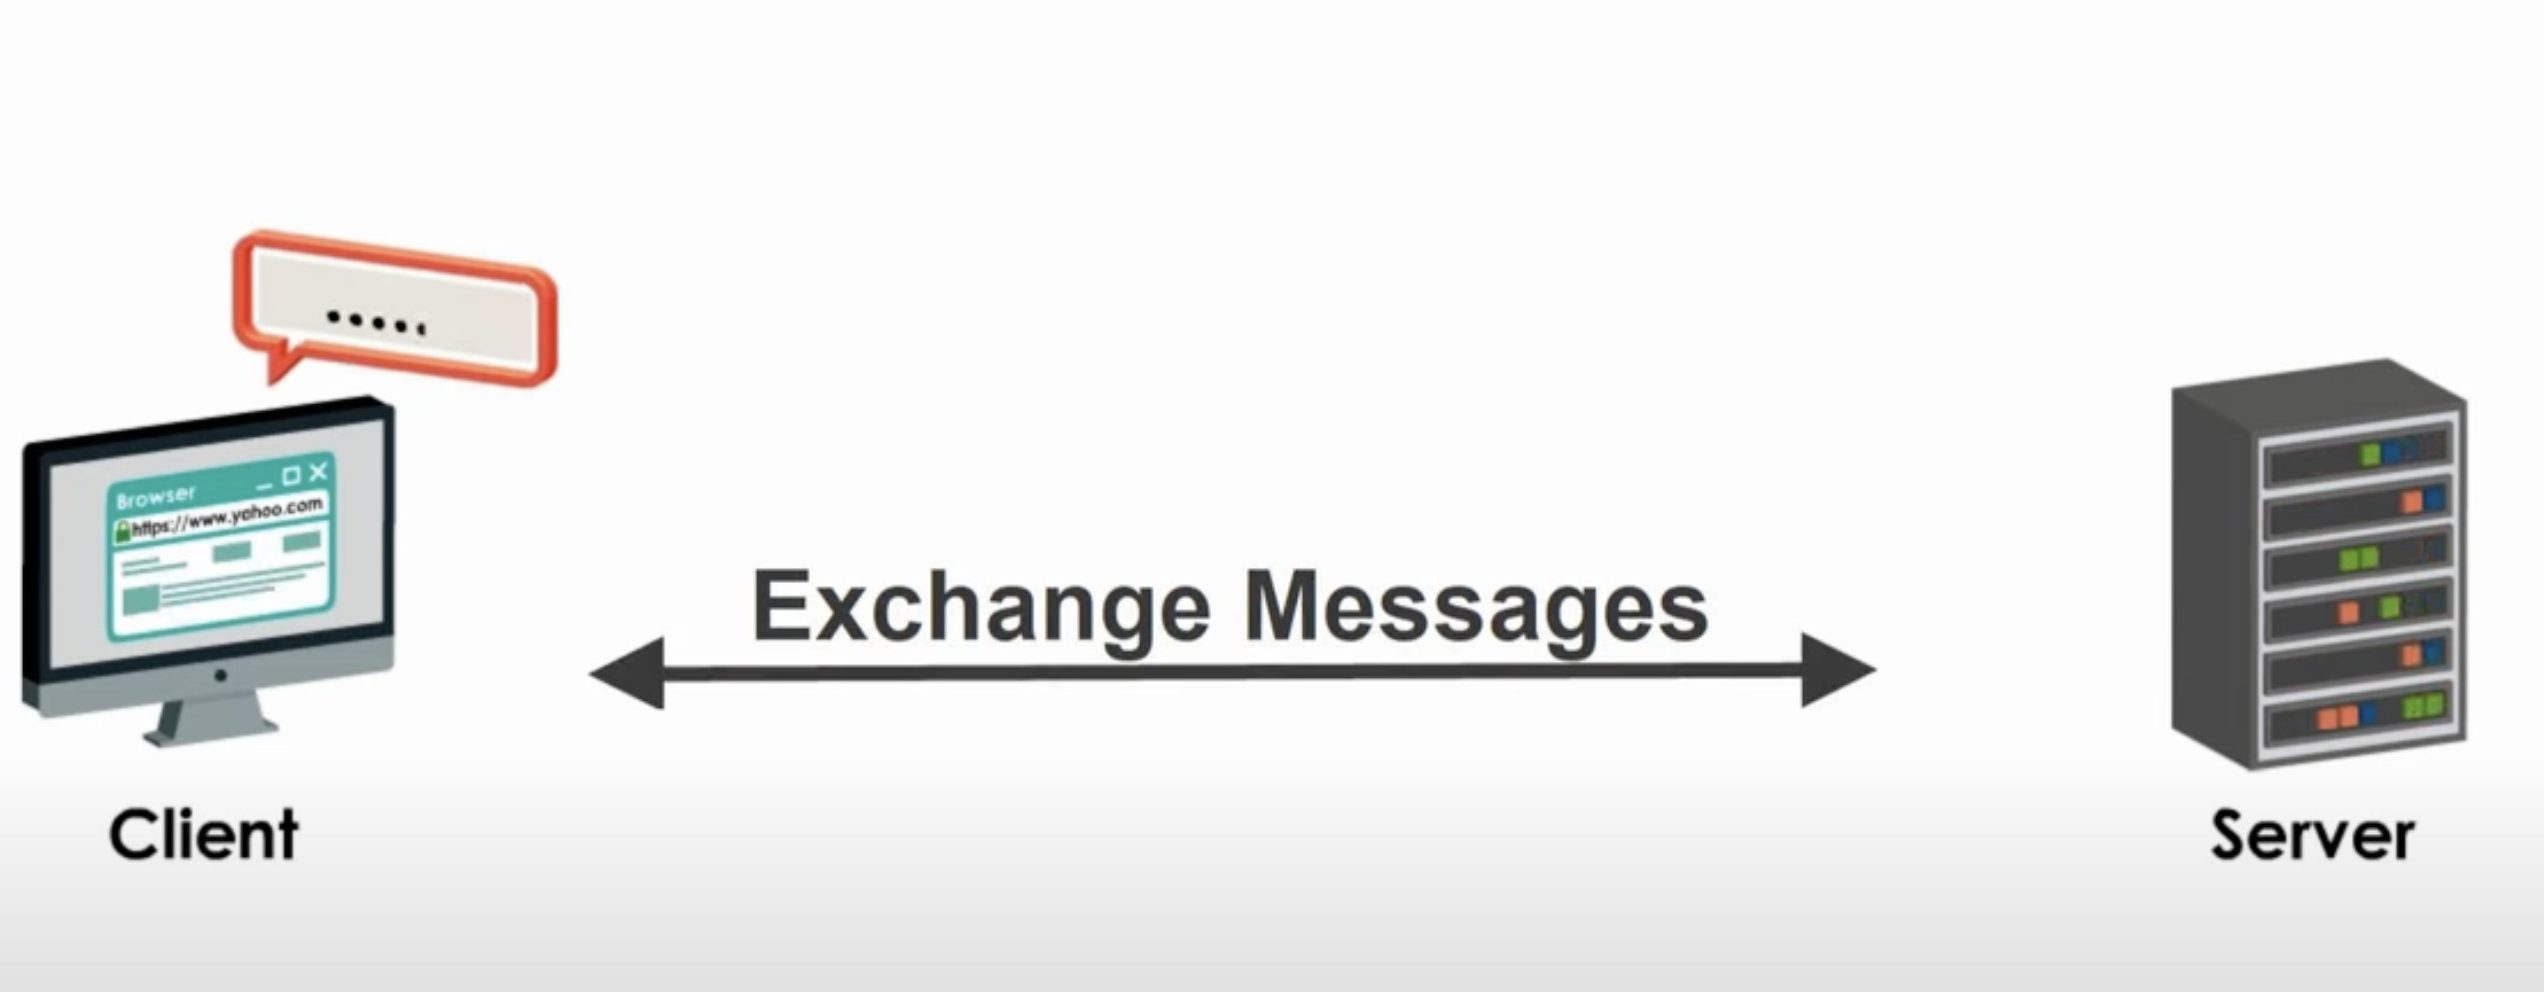 Browser
https://www.yahoo.com
Exchange Messages
Client
Server